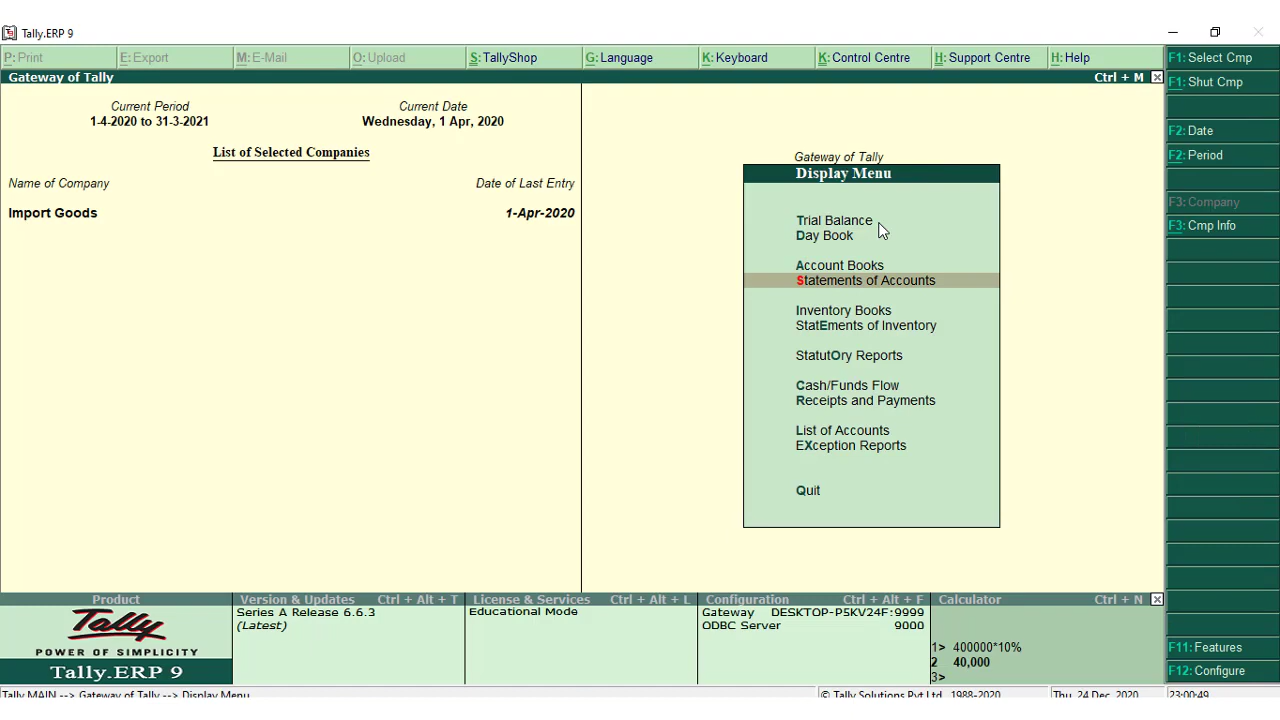 Tally.ERP 9
P: Print E: Export M: E-Mail O: Upload S: TallyShop G: Language K: Keyboard K: Control Centre H: Support Centre H: Help
Gateway of Tally Ctrl + M
Current Period Current Date
1-4-2020 to 31-3-2021 Wednesday, 1 Apr, 2020
List of Selected Companies
Name of Company Date of Last Entry
Import Goods 1-Apr-2020
Gateway of Tally
Display Menu
Trial Balance
Day Book
Account Books
Statements of Accounts
Inventory Books
StatEments of Inventory
StatutOry Reports
Cash/Funds Flow
Receipts and Payments
List of Accounts
EXception Reports
Quit
F1: Select Cmp
F1: Shut Cmp
F2: Date
F2: Period
F3: Company
F3: Cmp Info
F11: Features
F12: Configure
Product
Tally
POWER OF SIMPLICITY
Tally.ERP 9
Version & Updates Ctrl + Alt + T
Series A Release 6.6.3
(Latest)
License & Services Ctrl + Alt + L
Educational Mode
Configuration Ctrl + Alt + F
Gateway DESKTOP-P5KV24F:9999
ODBC Server 9000
Calculator Ctrl + N
1> 400000*10%
2 40,000
3>
Tally MAIN --> Gateway of Tally --> Display Menu © Tally Solutions Pvt Ltd., 1988-2020 Thu, 24 Dec, 2020 23:00:49